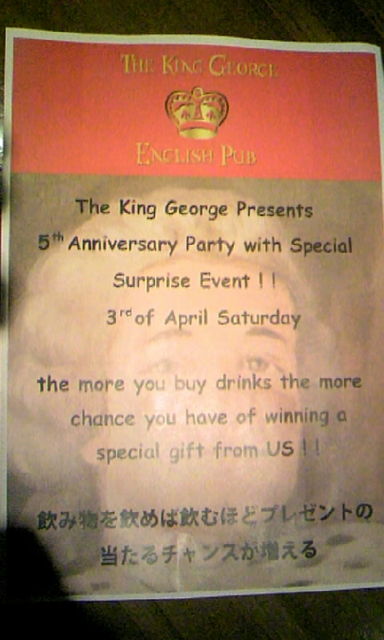 THE KING GEORGE
ENGLISH PUB
The King George Presents
5th Anniversary Party with Special
Surprise Event ! !
3rd of April Saturday
the more you buy drinks the more
chance you have of winning a
special gift from US ! !
飲み物を飲めば飲むほどプレゼントの
当たるチャンスが増える